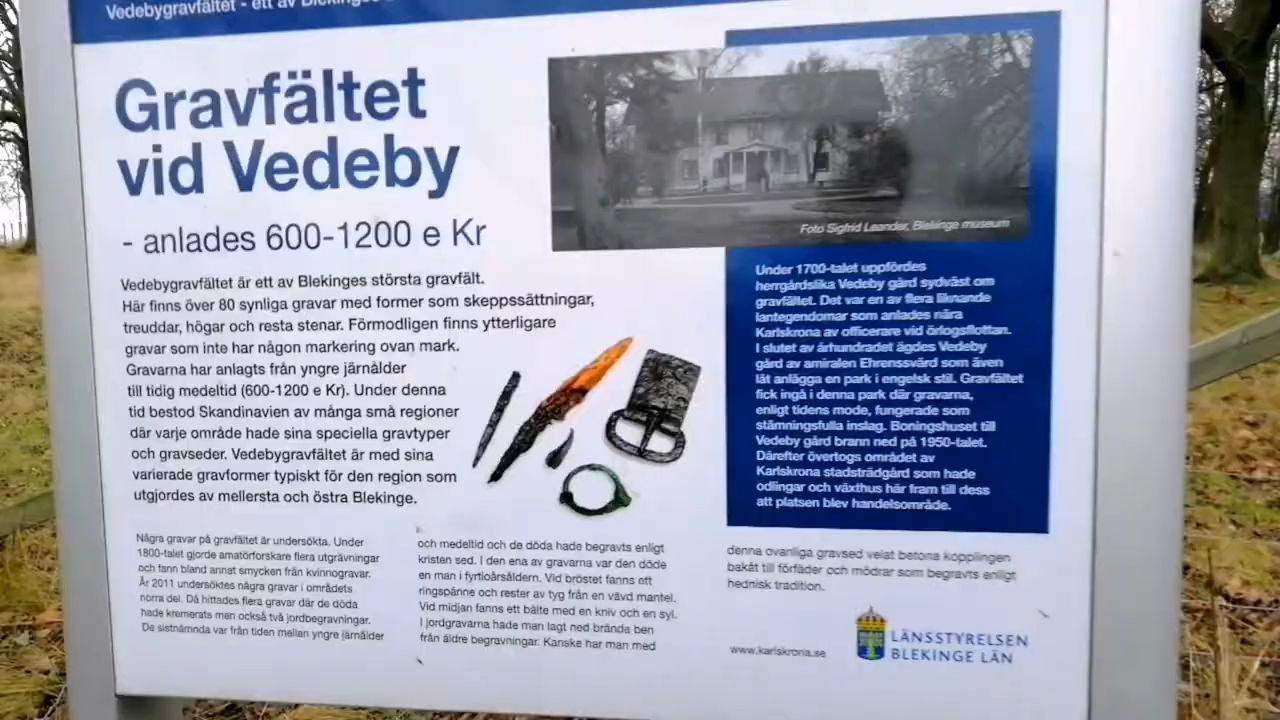 Vedebygravfältet - ett av Blekinges
Gravfältet
vid Vedeby
- anlades 600-1200 e Kr
Vedebygravfältet är ett av Blekinges största gravfält.
Här finns över 80 synliga gravar med former som skeppssättningar,
treuddar, högar och resta stenar. Förmodligen finns ytterligare
gravar som inte har någon markering ovan mark.
Gravarna har anlagts från yngre järnålder
till tidig medeltid (600-1200 e Kr). Under denna
tid bestod Skandinavien av många små regioner
där varje område hade sina speciella gravtyper
och gravseder. Vedebygravfältet är med sina
varierade gravformer typiskt för den region som
utgjordes av mellersta och östra Blekinge.
Foto Sigfrid Leander, Blekinge museum
Under 1700-talet uppfördes
herrgårdslika Vedeby gård sydväst om
gravfältet. Det var en av flera liknande
lantegendomar som anlades nära
Karlskrona av officerare vid örlogsflottan.
I slutet av århundradet ägdes Vedeby
gård av amiralen Ehrenssvärd som även
lät anlägga en park i engelsk stil. Gravfältet
fick ingå i denna park där gravarna,
enligt tidens mode, fungerade som
stämningsfulla inslag. Boningshuset till
Vedeby gård brann ned på 1950-talet.
Därefter övertogs området av
Karlskrona stadsträdgård som hade
odlingar och växthus här fram till dess
att platsen blev handelsområde.
Några gravar på gravfältet är undersökta. Under
1800-talet gjorde amatörforskare flera utgrävningar
och fann bland annat smycken från kvinnogravar.
År 2011 undersöktes några gravar i områdets
norra del. Då hittades flera gravar där de döda
hade kremerats men också två jordbegravningar.
De sistnämnda var från tiden mellan yngre järnålder
och medeltid och de döda hade begravts enligt
kristen sed. I den ena av gravarna var den döde
en man i fyrtioårsåldern. Vid bröstet fanns ett
ringspänne och rester av tyg från en vävd mantel.
Vid midjan fanns ett bälte med en kniv och en syl.
I jordgravarna hade man lagt ned brända ben
från äldre begravningar. Kanske har man med
denna ovanliga gravsed velat betona kopplingen
bakåt till förfäder och mödrar som begravts enligt
hednisk tradition.
www.karlskrona.se
LÄNSSTYRELSEN
BLEKINGE LÄN